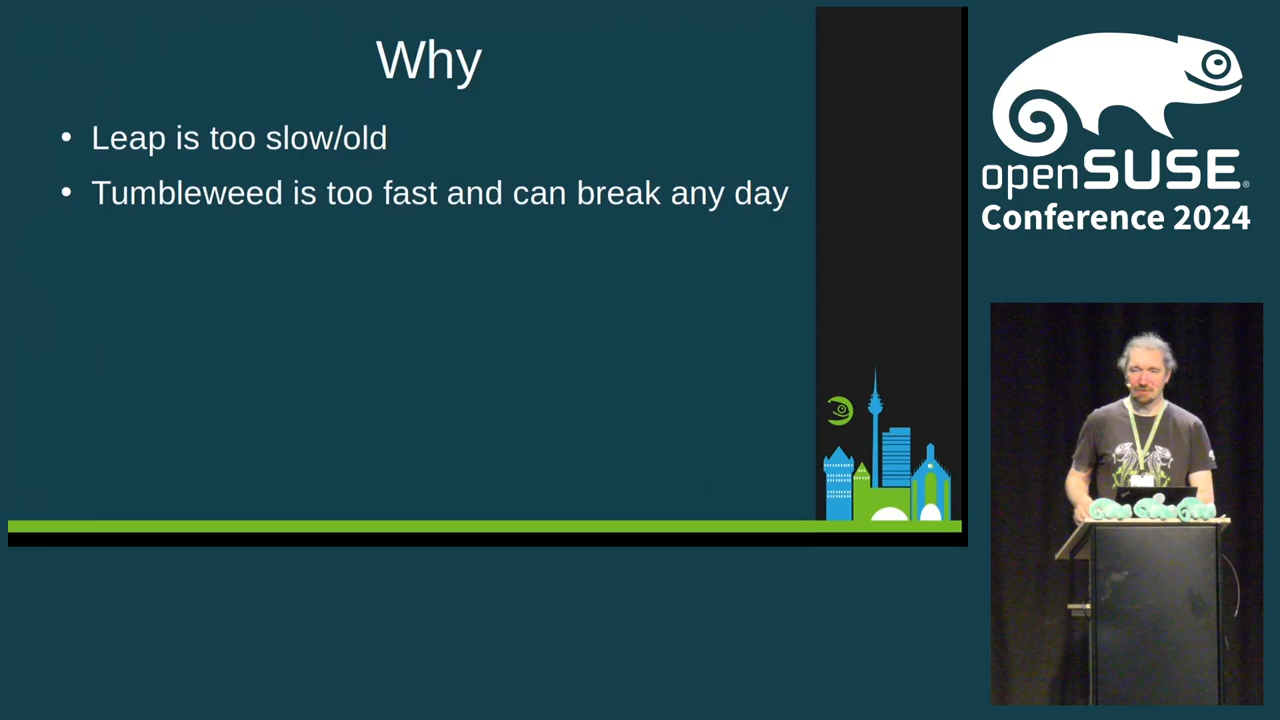 Why
• Leap is too slow/old
• Tumbleweed is too fast and can break any day
openSUSE®
Conference 2024